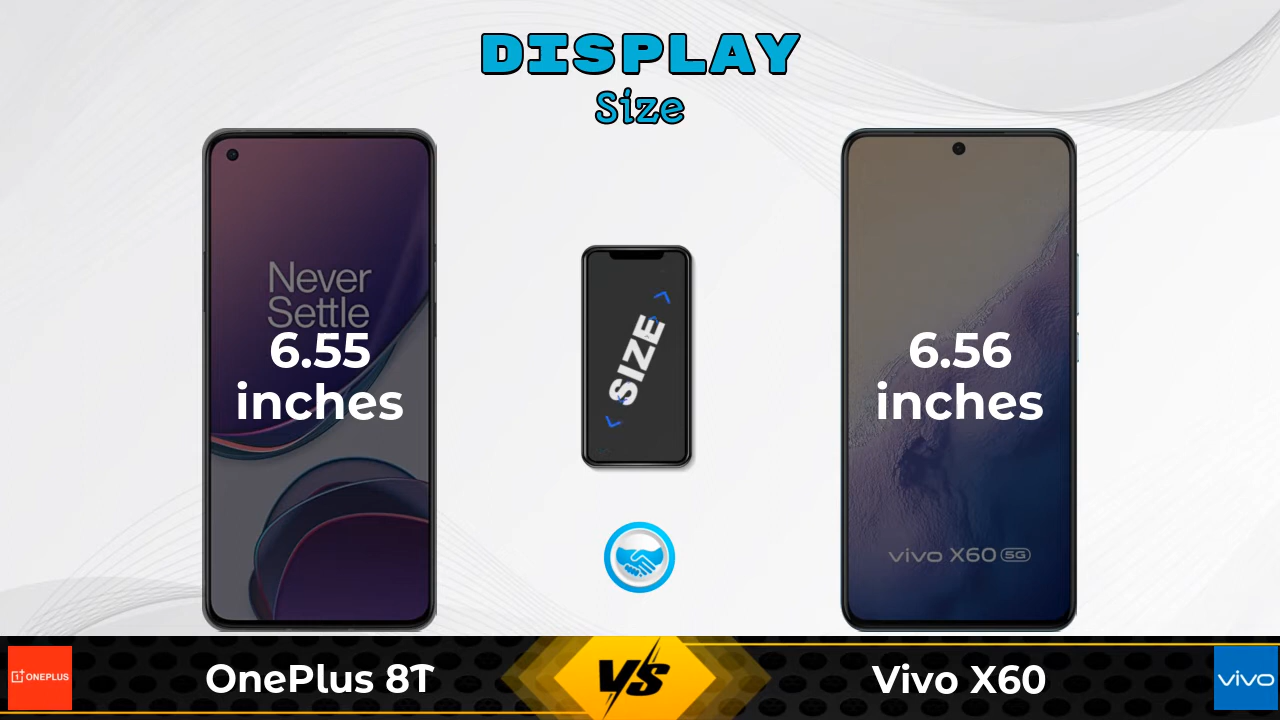 DISPLAY
Size
Never
Settle
6.55
inches
SIZE
6.56
inches
vivo X60 5G
ONEPLUS
OnePlus 8T
VS
Vivo X60
vivo